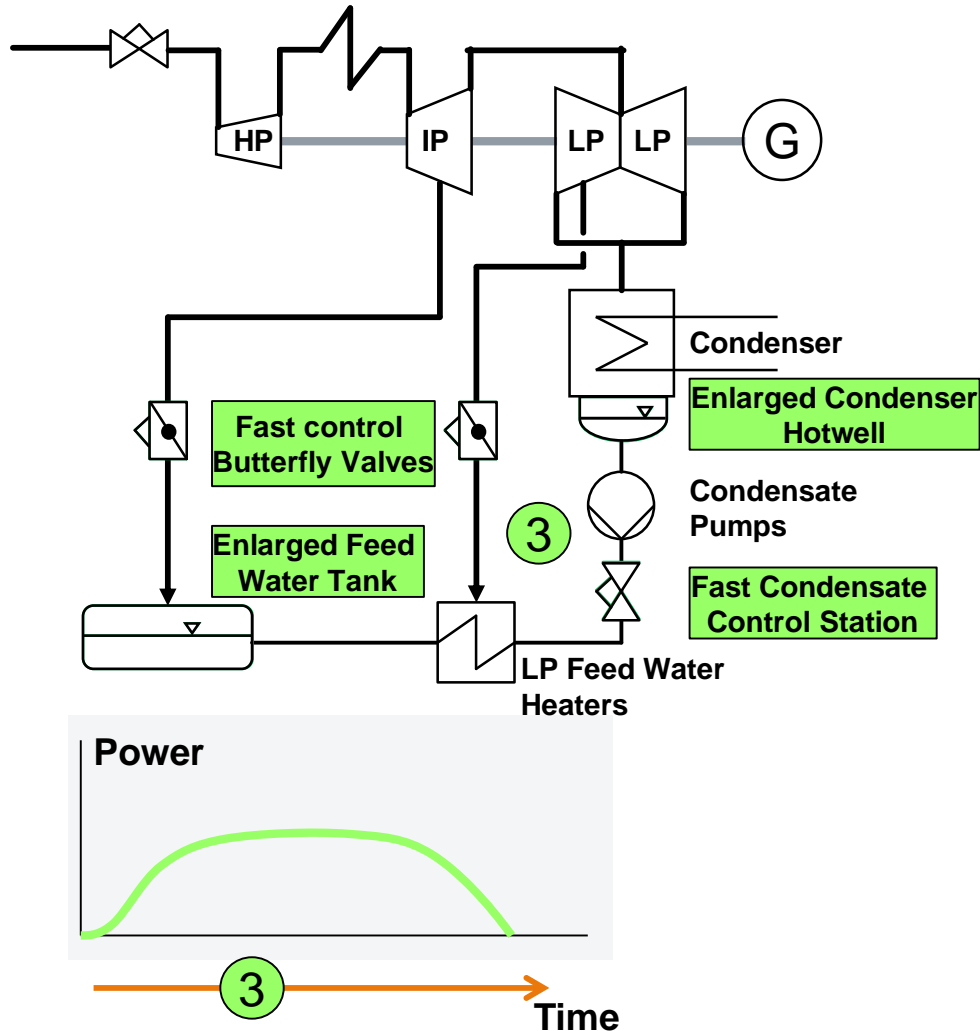 HP
IP
LP
LP
G
Condenser
Enlarged Condenser
Hotwell
Fast control
Butterfly Valves
Condensate
Pumps
3
Enlarged Feed
Water Tank
Fast Condensate
Control Station
LP Feed Water
Heaters
Power
3
Time